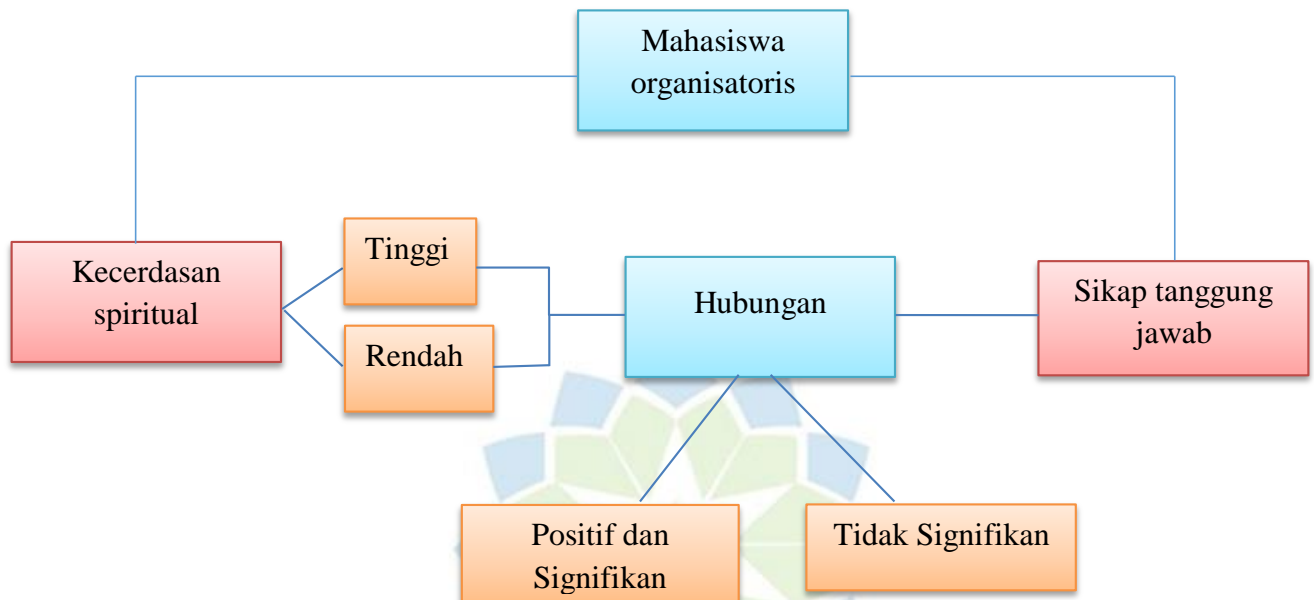 Mahasiswa
organisatoris
Kecerdasan
spiritual
Tinggi
Rendah
Hubungan
Sikap tanggung
jawab
Positif dan
Signifikan
Tidak Signifikan